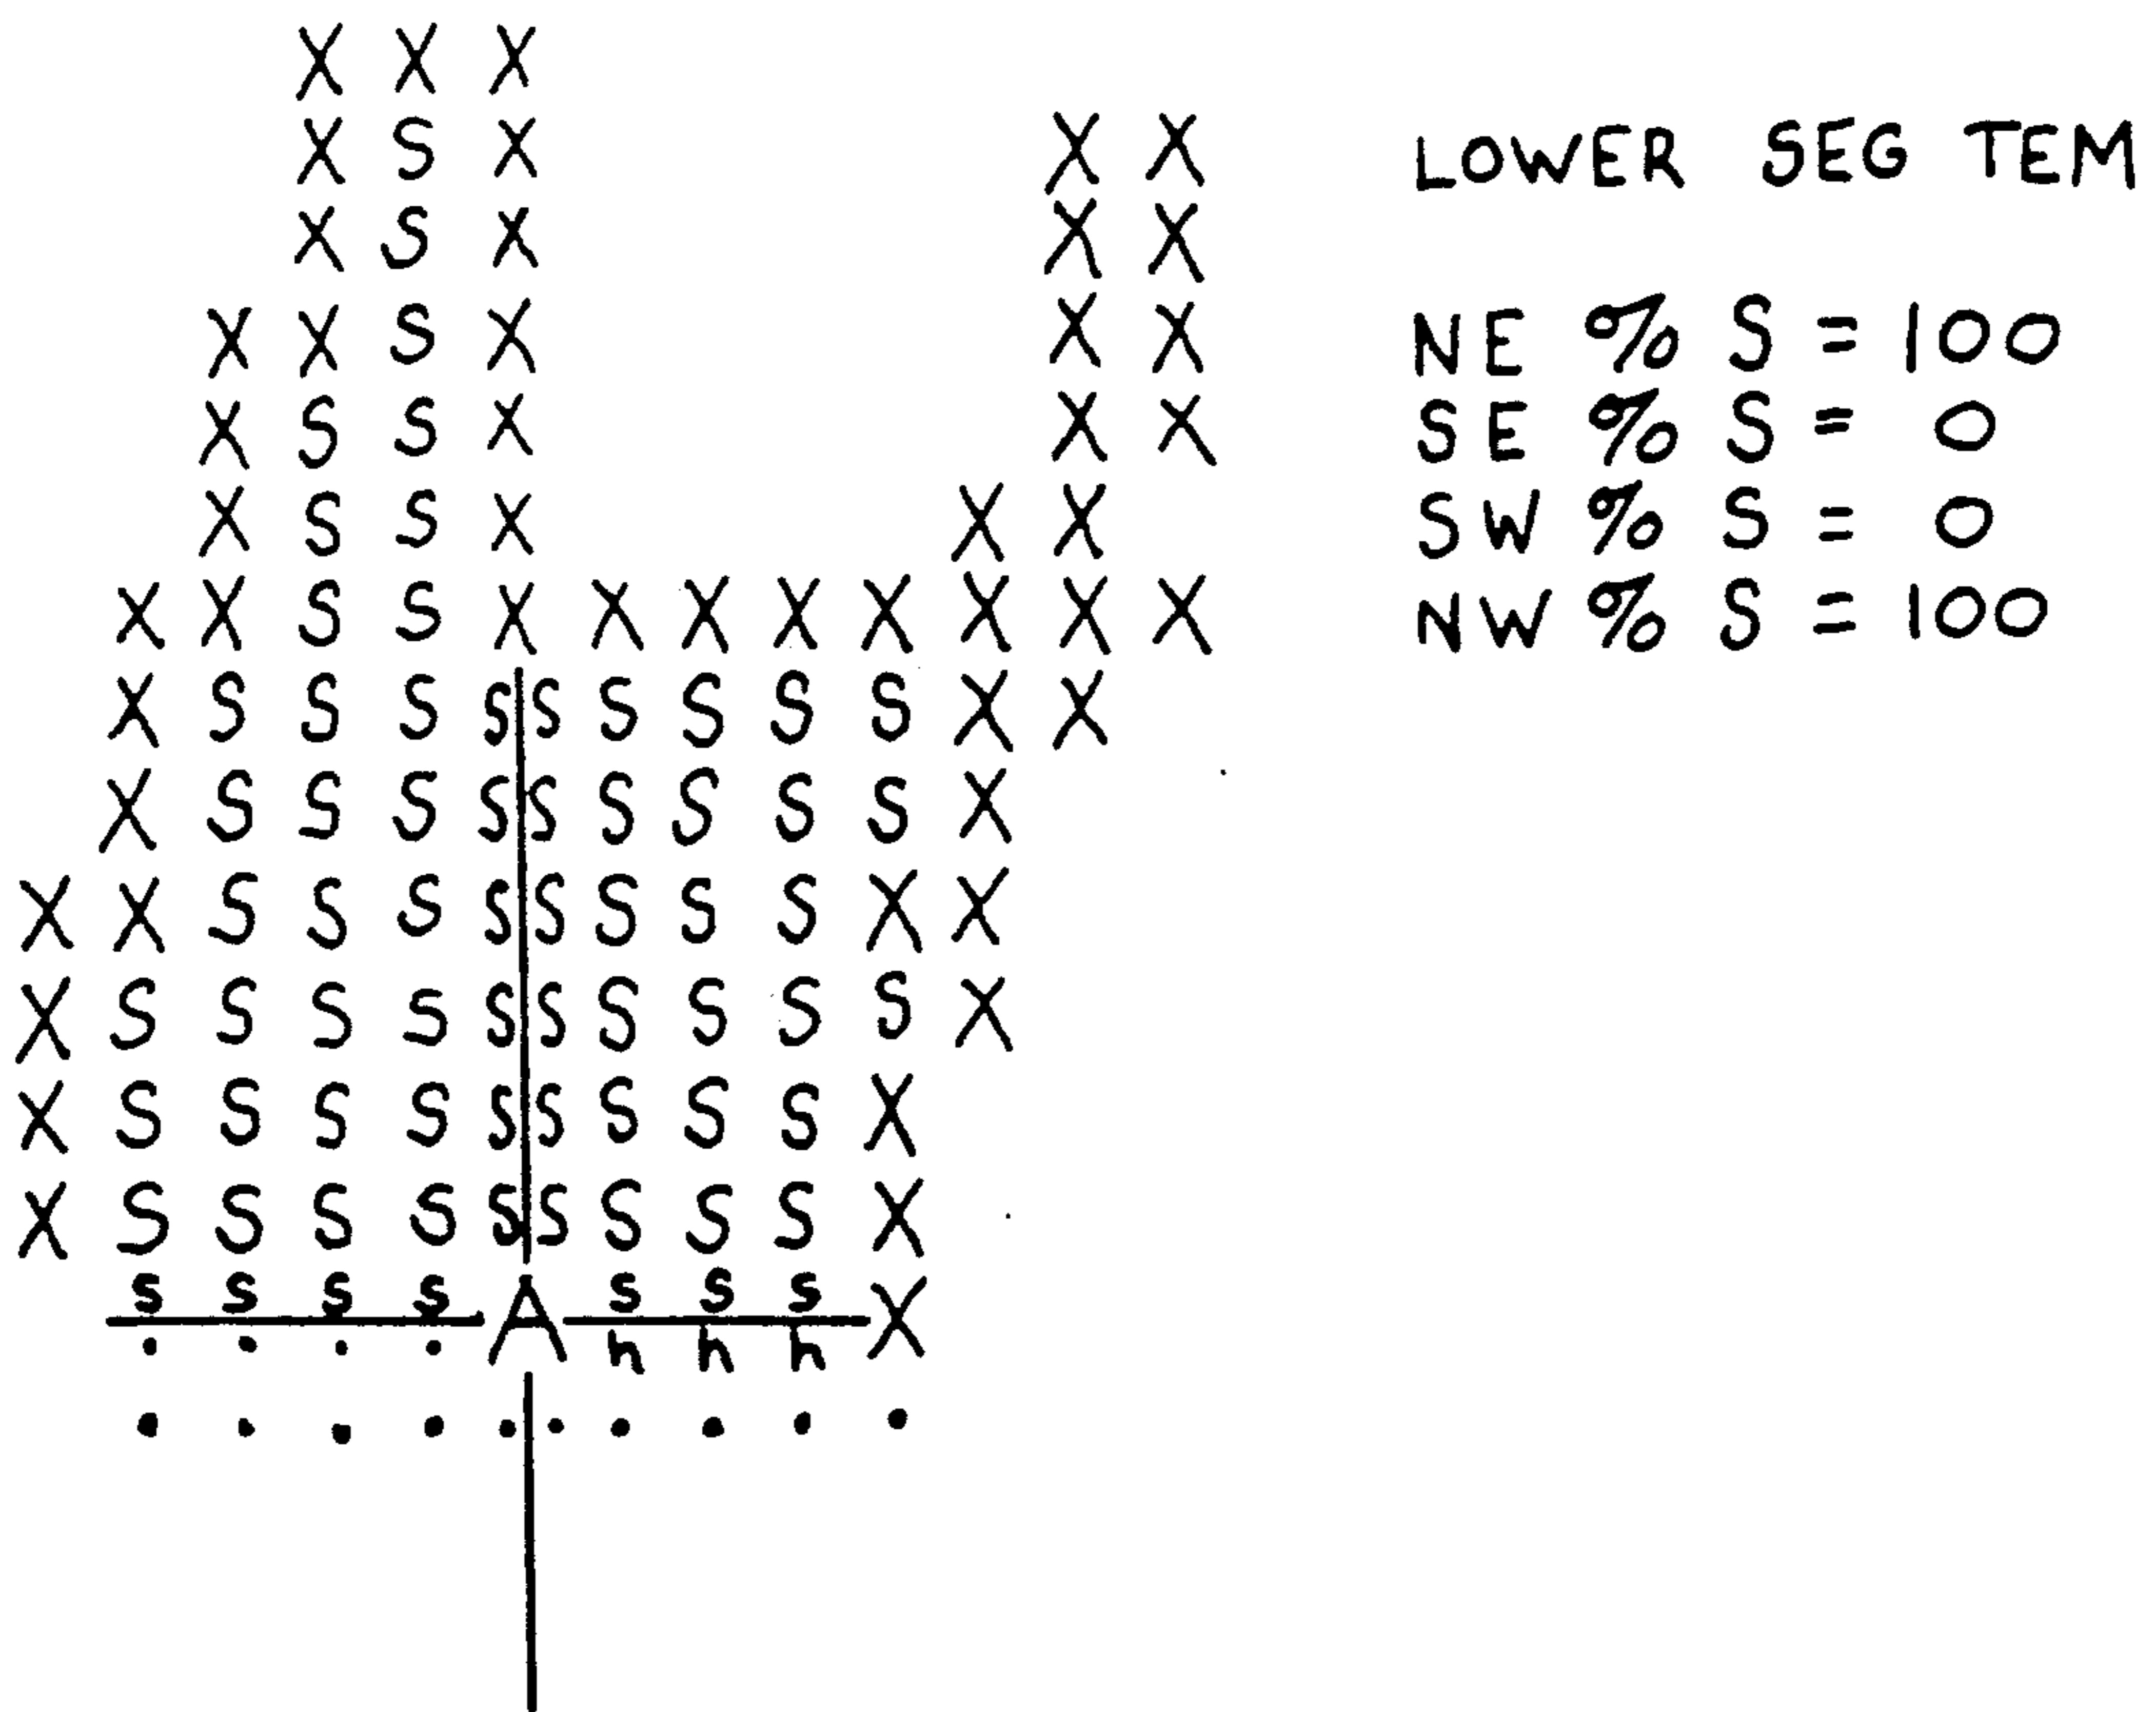 X X X
X S X X X LOWER SEG TEM
X S X X X
X X S X X X NE % S = 100
X S S X X X SE % S = 0
X S S X X X SW % S = 0
X X S S X X X X X X X X NW % S = 100
X S S S S S S S S S X X
X S S S S S S S S S X
X X S S S S S S S S X X
X S S S S S S S S S S X
X S S S S S S S S S X
X S S S S S S S S S X
s s s s A s s s X
. . . . h h h
. . . . . . . . . .